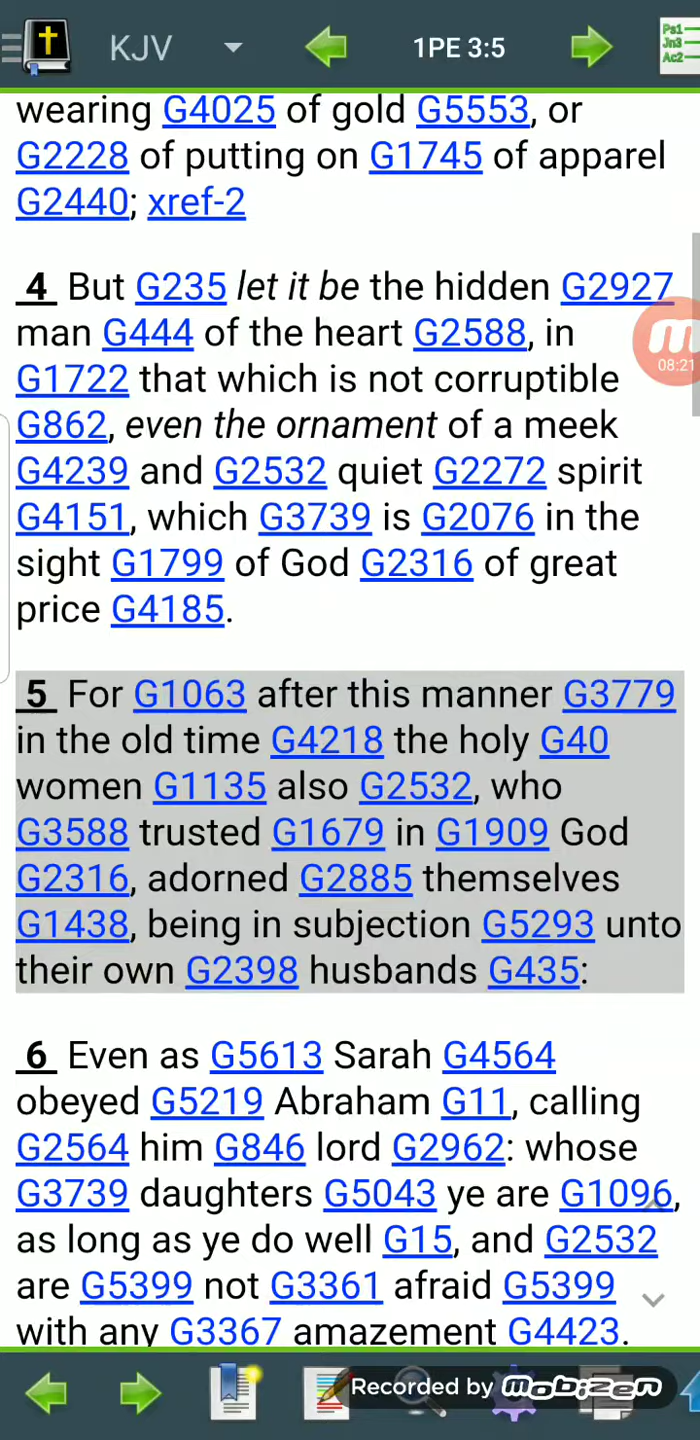 KJV
1PE 3:5
Ps1
Jn3
Ac2
wearing G4025 of gold G5553, or
G2228 of putting on G1745 of apparel
G2440; xref-2
4 But G235 let it be the hidden G2927
man G444 of the heart G2588, in
G1722 that which is not corruptible
G862, even the ornament of a meek
G4239 and G2532 quiet G2272 spirit
G4151, which G3739 is G2076 in the
sight G1799 of God G2316 of great
price G4185.
08:21
5 For G1063 after this manner G3779
in the old time G4218 the holy G40
women G1135 also G2532, who
G3588 trusted G1679 in G1909 God
G2316, adorned G2885 themselves
G1438, being in subjection G5293 unto
their own G2398 husbands G435:
6 Even as G5613 Sarah G4564
obeyed G5219 Abraham G11, calling
G2564 him G846 lord G2962: whose
G3739 daughters G5043 ye are G1096,
as long as ye do well G15, and G2532
are G5399 not G3361 afraid G5399
with any G3367 amazement G4423.
Recorded by mobizen